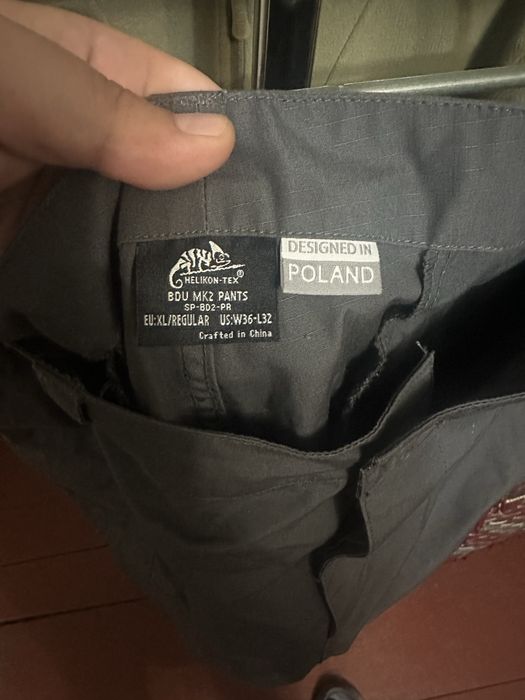 HELIKON-TEX®
BDU MK2 PANTS
SP-BD2-PR
EU:XL/REGULAR US:W36-L32
Crafted in China
DESIGNED IN
POLAND